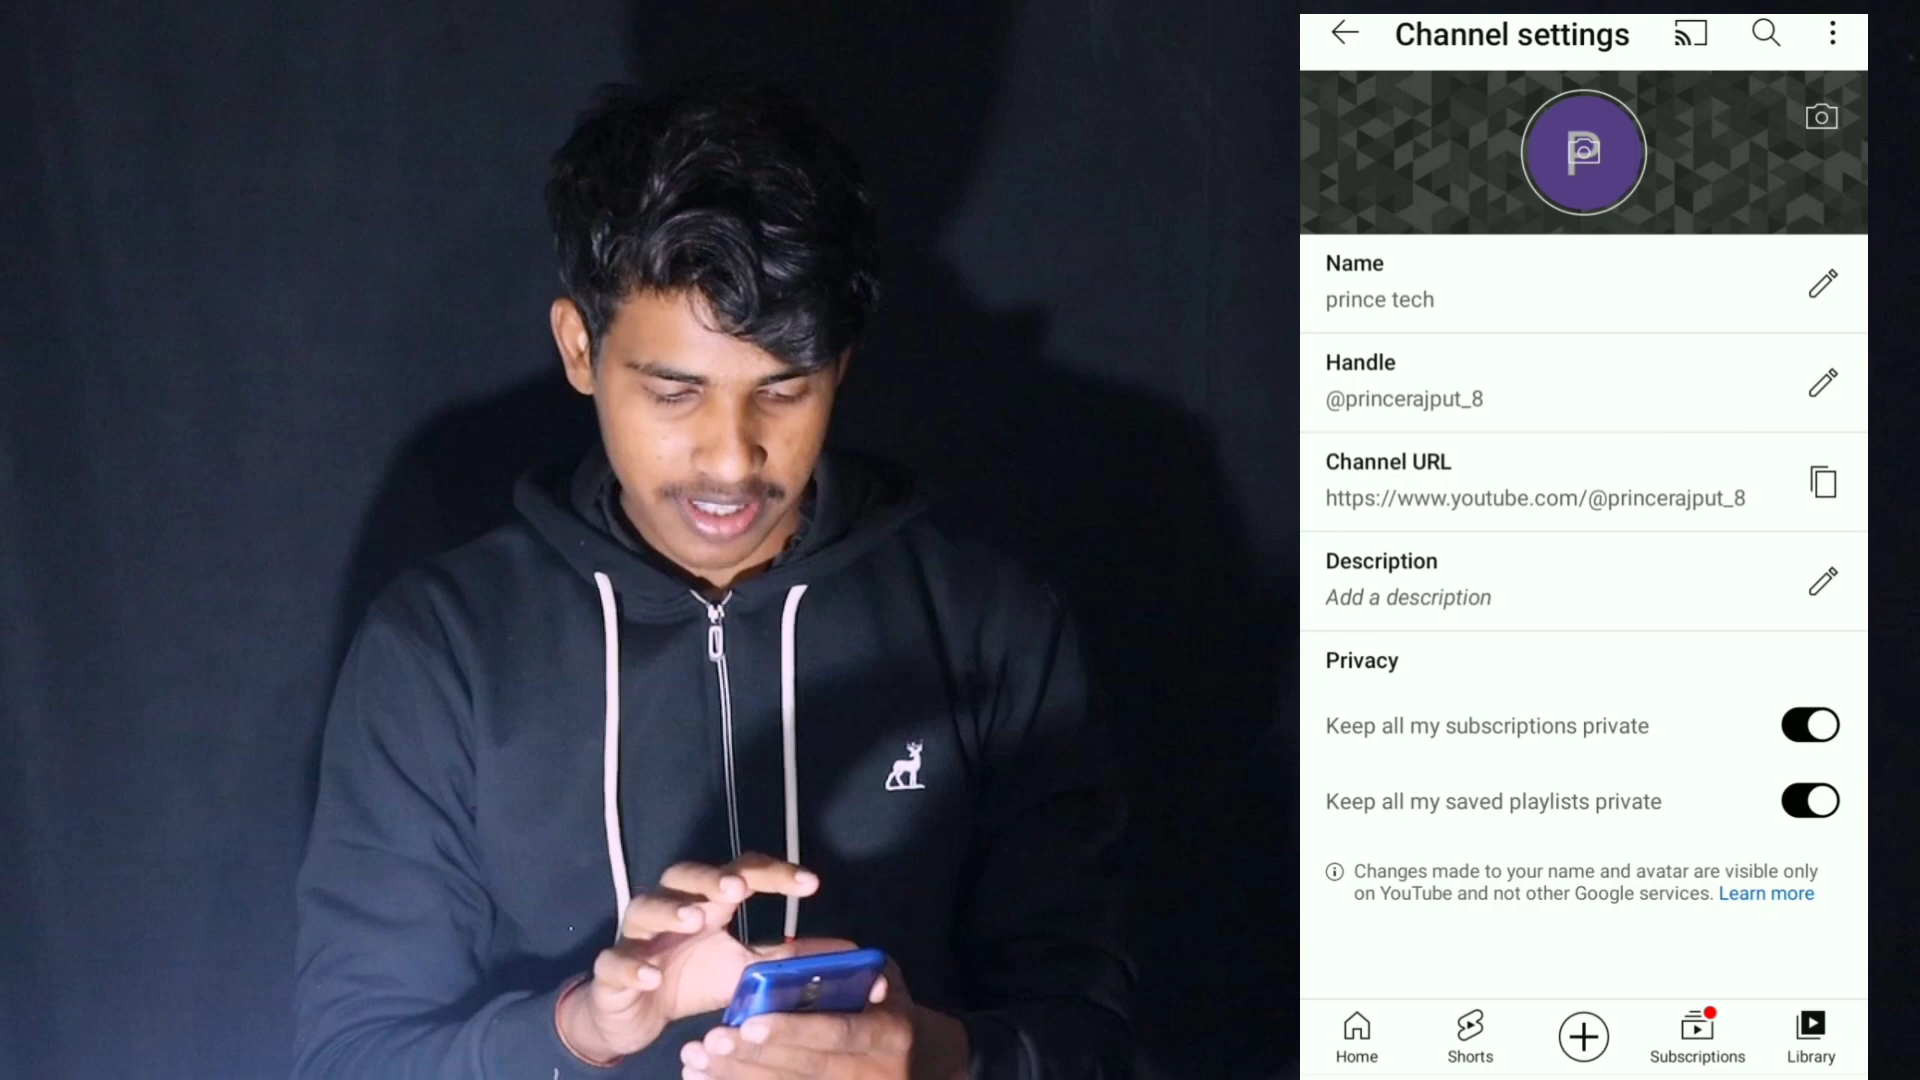 Channel settings
P
Name
prince tech
Handle
@princerajput_8
Channel URL
https://www.youtube.com/@princerajput_8
Description
Add a description
Privacy
Keep all my subscriptions private
Keep all my saved playlists private
Changes made to your name and avatar are visible only
on YouTube and not other Google services. Learn more
Home
Shorts
Subscriptions
Library